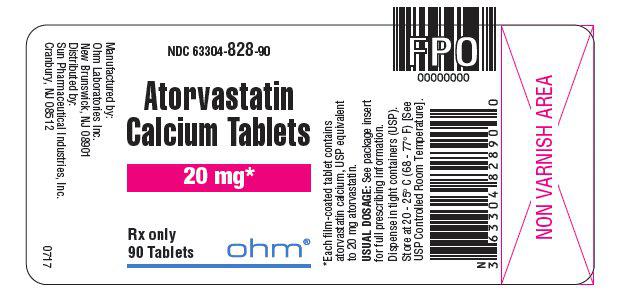 Manufactured by:
Ohm Laboratories Inc.
New Brunswick, NJ 08901
Distributed by:
Sun Pharmaceutical Industries, Inc.
Cranbury, NJ 08512
0717
NDC 63304-828-90
Atorvastatin
Calcium Tablets
20 mg*
Rx only
90 Tablets
ohm®
*Each film-coated tablet contains
atorvastatin calcium, USP equivalent
to 20 mg atorvastatin.
USUAL DOSAGE: See package insert
for full prescribing information.
Dispense in tight containers (USP).
Store at 20 - 25° C (68 - 77° F) [See
USP Controlled Room Temperature].
FPO
00000000
N
3 63304 82890 0
NON VARNISH AREA